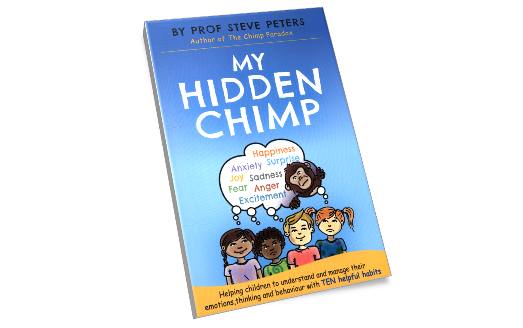 BY PROF STEVE PETERS
Author of The Chimp Paradox
MY
HIDDEN
CHIMP
Happiness
Anxiety Surprise
Joy Sadness
Fear Anger
Excitement
Helping children to understand and manage their
emotions,thinking and behaviour with TEN helpful habits